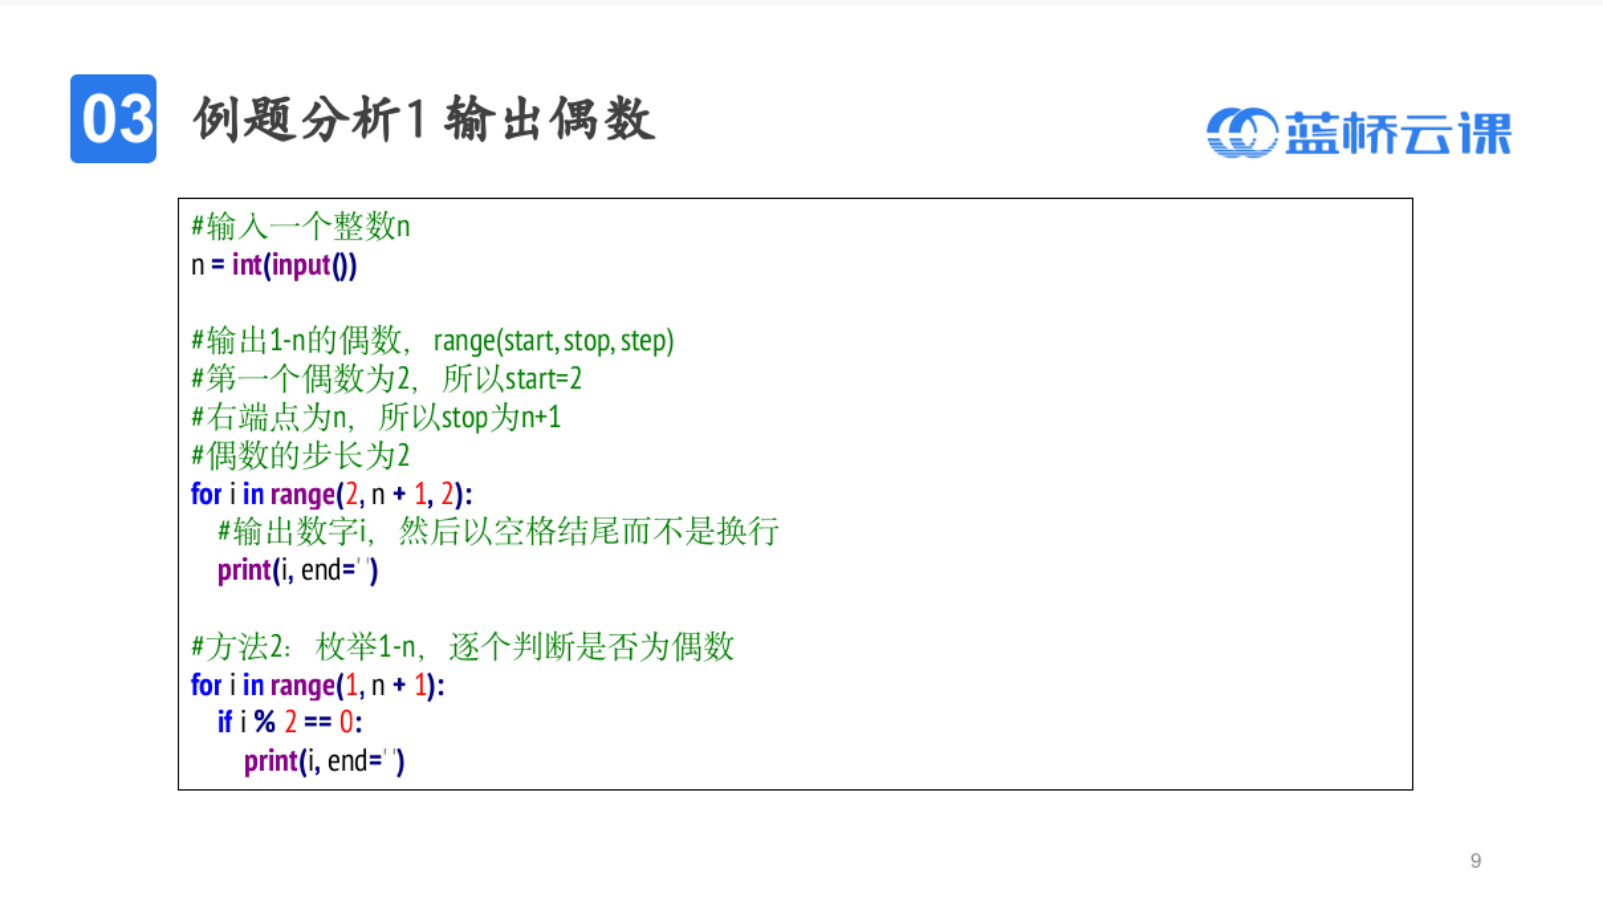 03 例题分析1 输出偶数
蓝桥云课
#输入一个整数n
n = int(input())
#输出1-n的偶数，range(start, stop, step)
#第一个偶数为2，所以start=2
#右端点为n，所以stop为n+1
#偶数的步长为2
for i in range(2, n + 1, 2):
#输出数字i，然后以空格结尾而不是换行
print(i, end=' ')
#方法2：枚举1-n，逐个判断是否为偶数
for i in range(1, n + 1):
if i % 2 == 0:
print(i, end=' ')
9